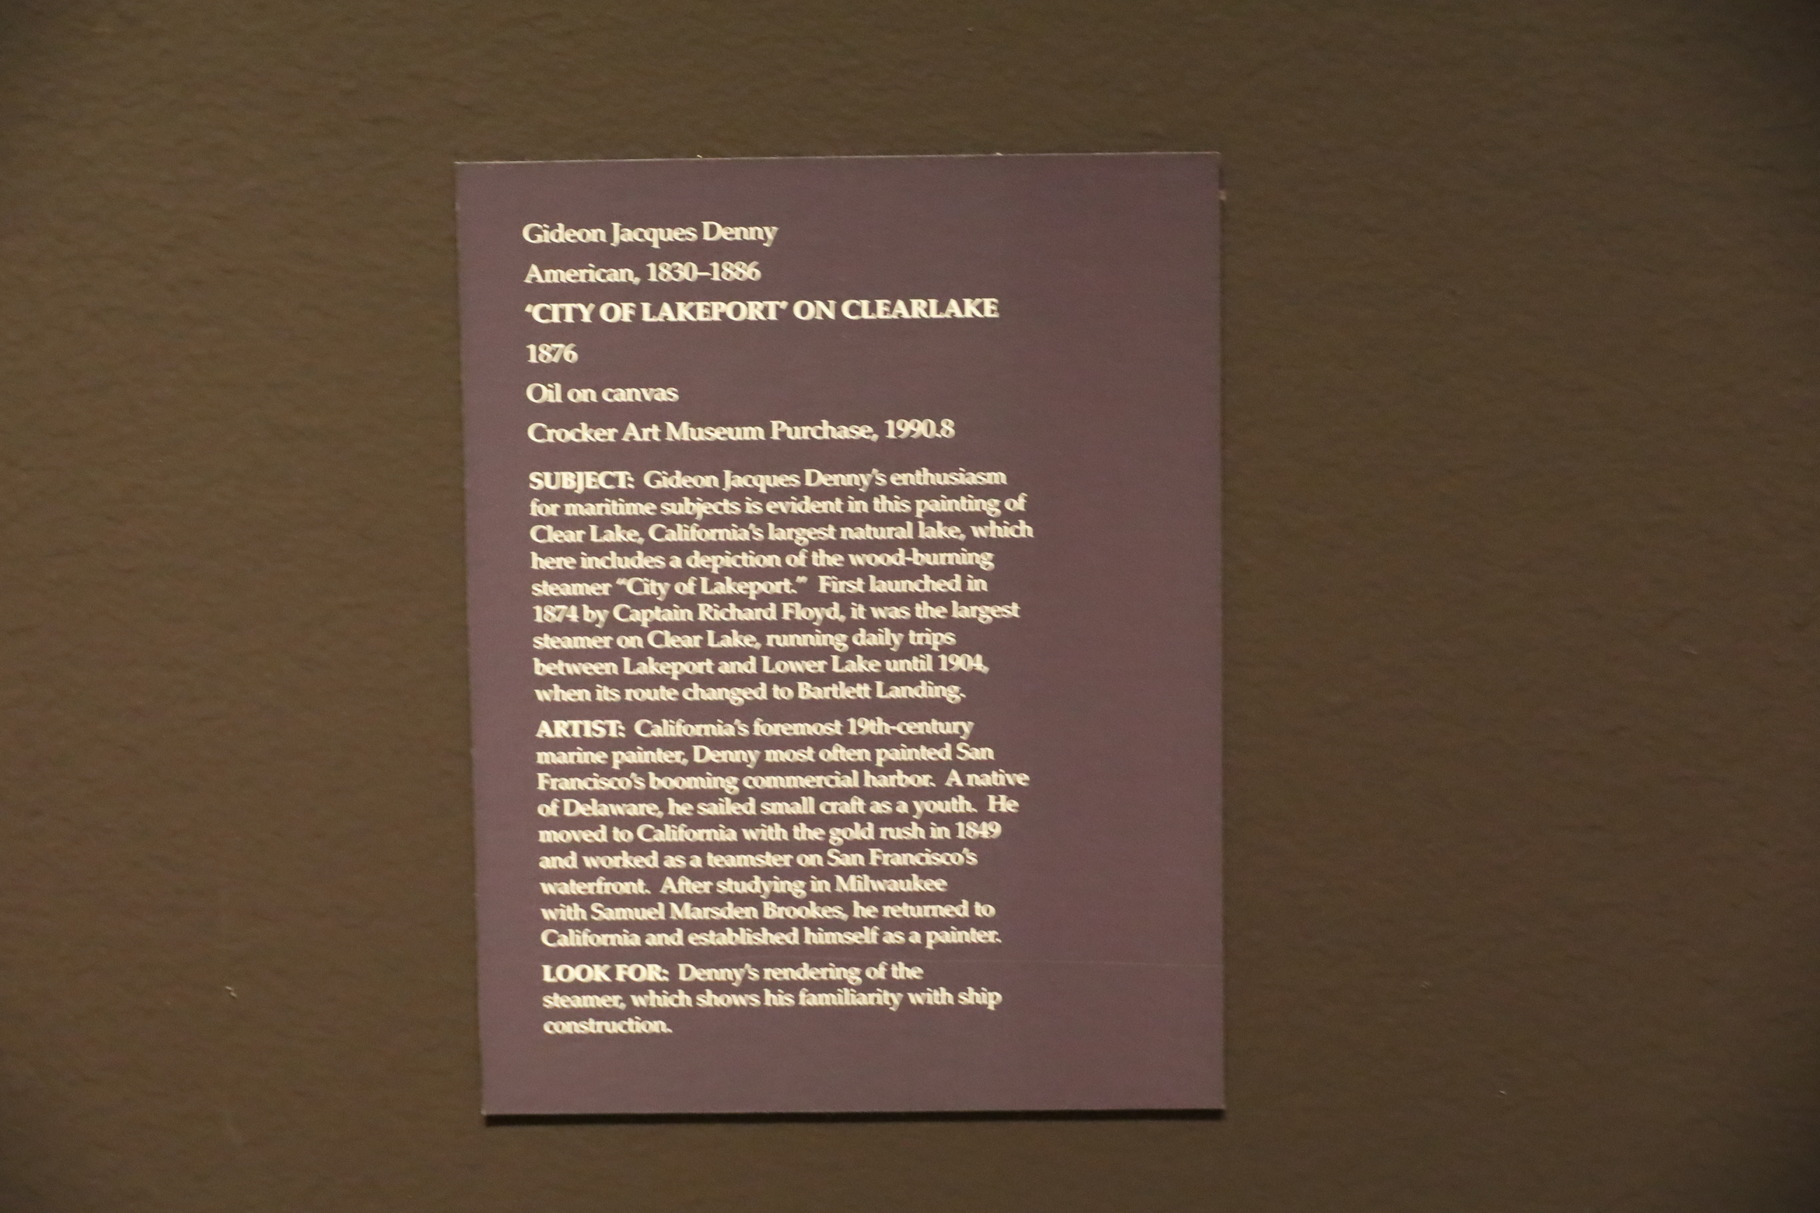 Gideon Jacques Denny
American, 1830–1886
‘CITY OF LAKEPORT’ ON CLEARLAKE
1876
Oil on canvas
Crocker Art Museum Purchase, 1990.8
SUBJECT: Gideon Jacques Denny’s enthusiasm
for maritime subjects is evident in this painting of
Clear Lake, California’s largest natural lake, which
here includes a depiction of the wood-burning
steamer “City of Lakeport.” First launched in
1874 by Captain Richard Floyd, it was the largest
steamer on Clear Lake, running daily trips
between Lakeport and Lower Lake until 1904,
when its route changed to Bartlett Landing.
ARTIST: California’s foremost 19th-century
marine painter, Denny most often painted San
Francisco’s booming commercial harbor. A native
of Delaware, he sailed small craft as a youth. He
moved to California with the gold rush in 1849
and worked as a teamster on San Francisco’s
waterfront. After studying in Milwaukee
with Samuel Marsden Brookes, he returned to
California and established himself as a painter.
LOOK FOR: Denny’s rendering of the
steamer, which shows his familiarity with ship
construction.